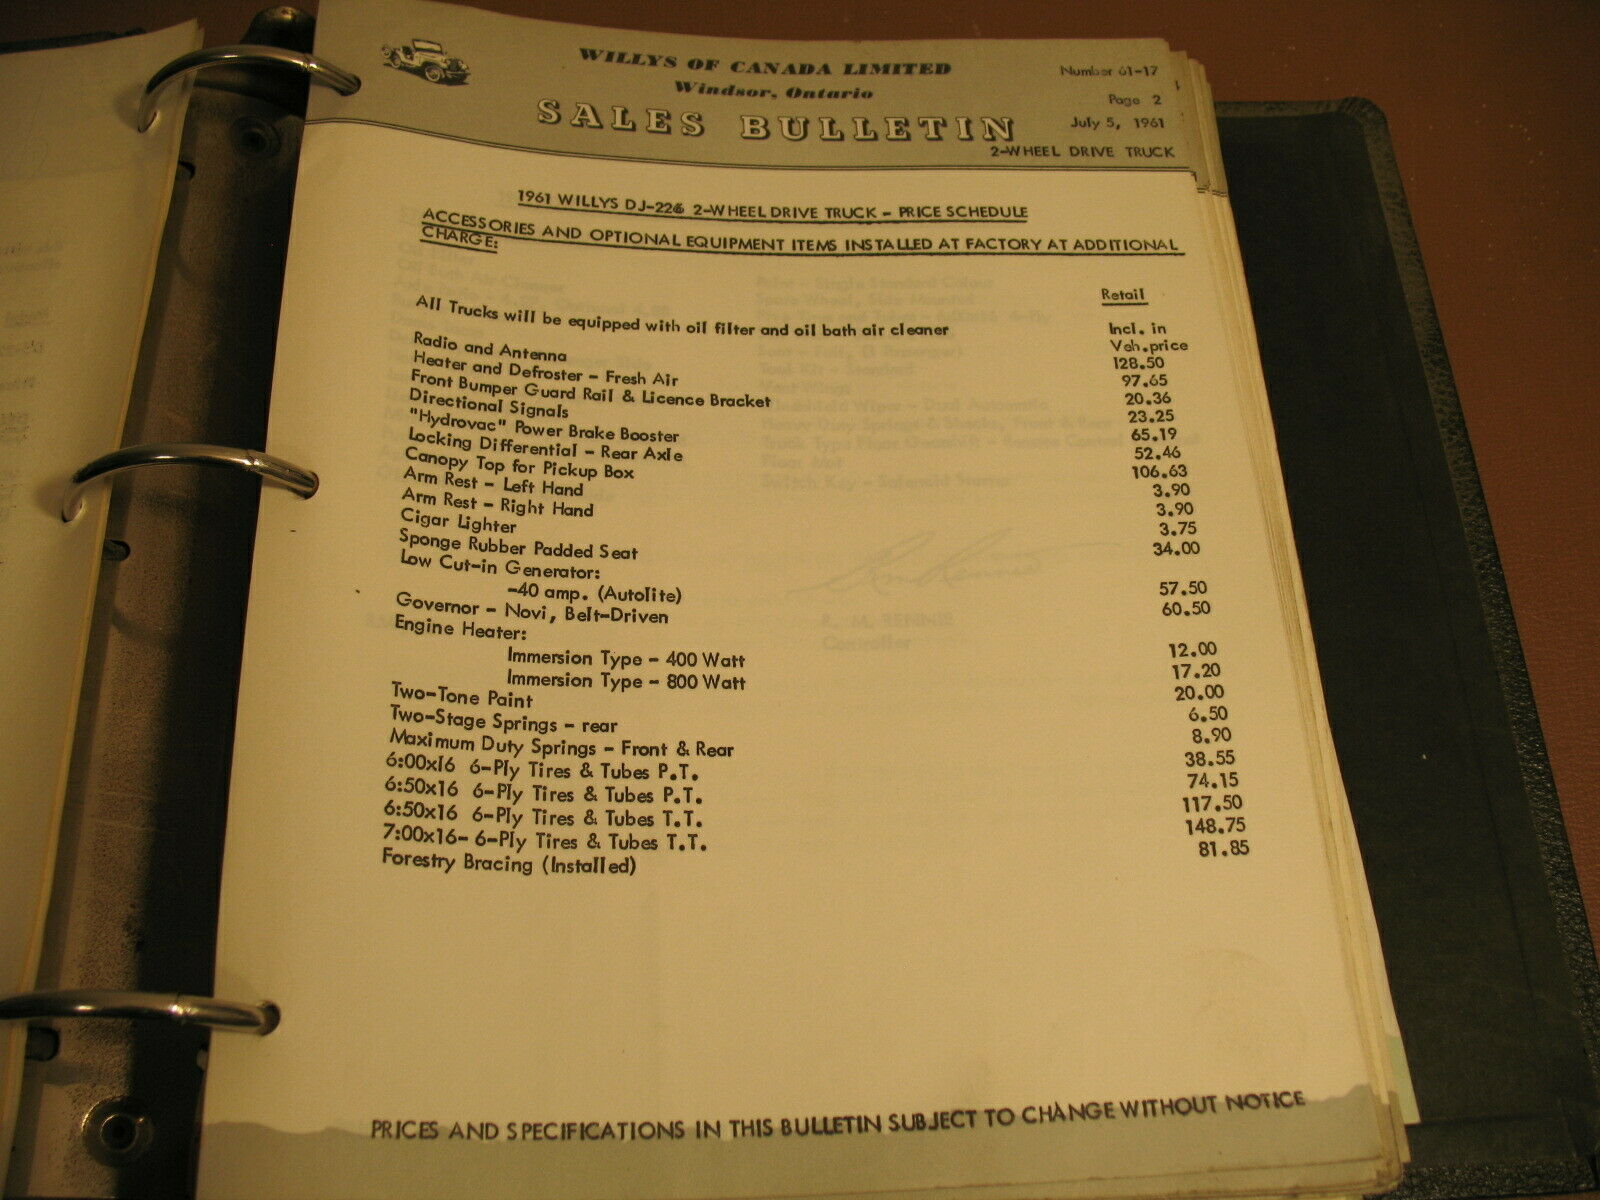 WILLYS OF CANADA LIMITED
Windsor, Ontario
SALES BULLETIN
Number 61-17
Page 2
July 5, 1961
2-WHEEL DRIVE TRUCK
1961 WILLYS DJ-226 2-WHEEL DRIVE TRUCK - PRICE SCHEDULE
ACCESSORIES AND OPTIONAL EQUIPMENT ITEMS INSTALLED AT FACTORY AT ADDITIONAL
CHARGE:
Retail
All Trucks will be equipped with oil filter and oil bath air cleaner Incl. in
Veh.price
Radio and Antenna 128.50
Heater and Defroster - Fresh Air 97.65
Front Bumper Guard Rail & Licence Bracket 20.36
Directional Signals 23.25
"Hydrovac" Power Brake Booster 65.19
Locking Differential - Rear Axle 52.46
Canopy Top for Pickup Box 106.63
Arm Rest - Left Hand 3.90
Arm Rest - Right Hand 3.90
Cigar Lighter 3.75
Sponge Rubber Padded Seat 34.00
Low Cut-in Generator:
-40 amp. (Autolite) 57.50
Governor - Novi, Belt-Driven 60.50
Engine Heater:
Immersion Type - 400 Watt 12.00
Immersion Type - 800 Watt 17.20
Two-Tone Paint 20.00
Two-Stage Springs - rear 6.50
Maximum Duty Springs - Front & Rear 8.90
6:00x16 6-Ply Tires & Tubes P.T. 38.55
6:50x16 6-Ply Tires & Tubes P.T. 74.15
6:50x16 6-Ply Tires & Tubes T.T. 117.50
7:00x16- 6-Ply Tires & Tubes T.T. 148.75
Forestry Bracing (Installed) 81.85
PRICES AND SPECIFICATIONS IN THIS BULLETIN SUBJECT TO CHANGE WITHOUT NOTICE